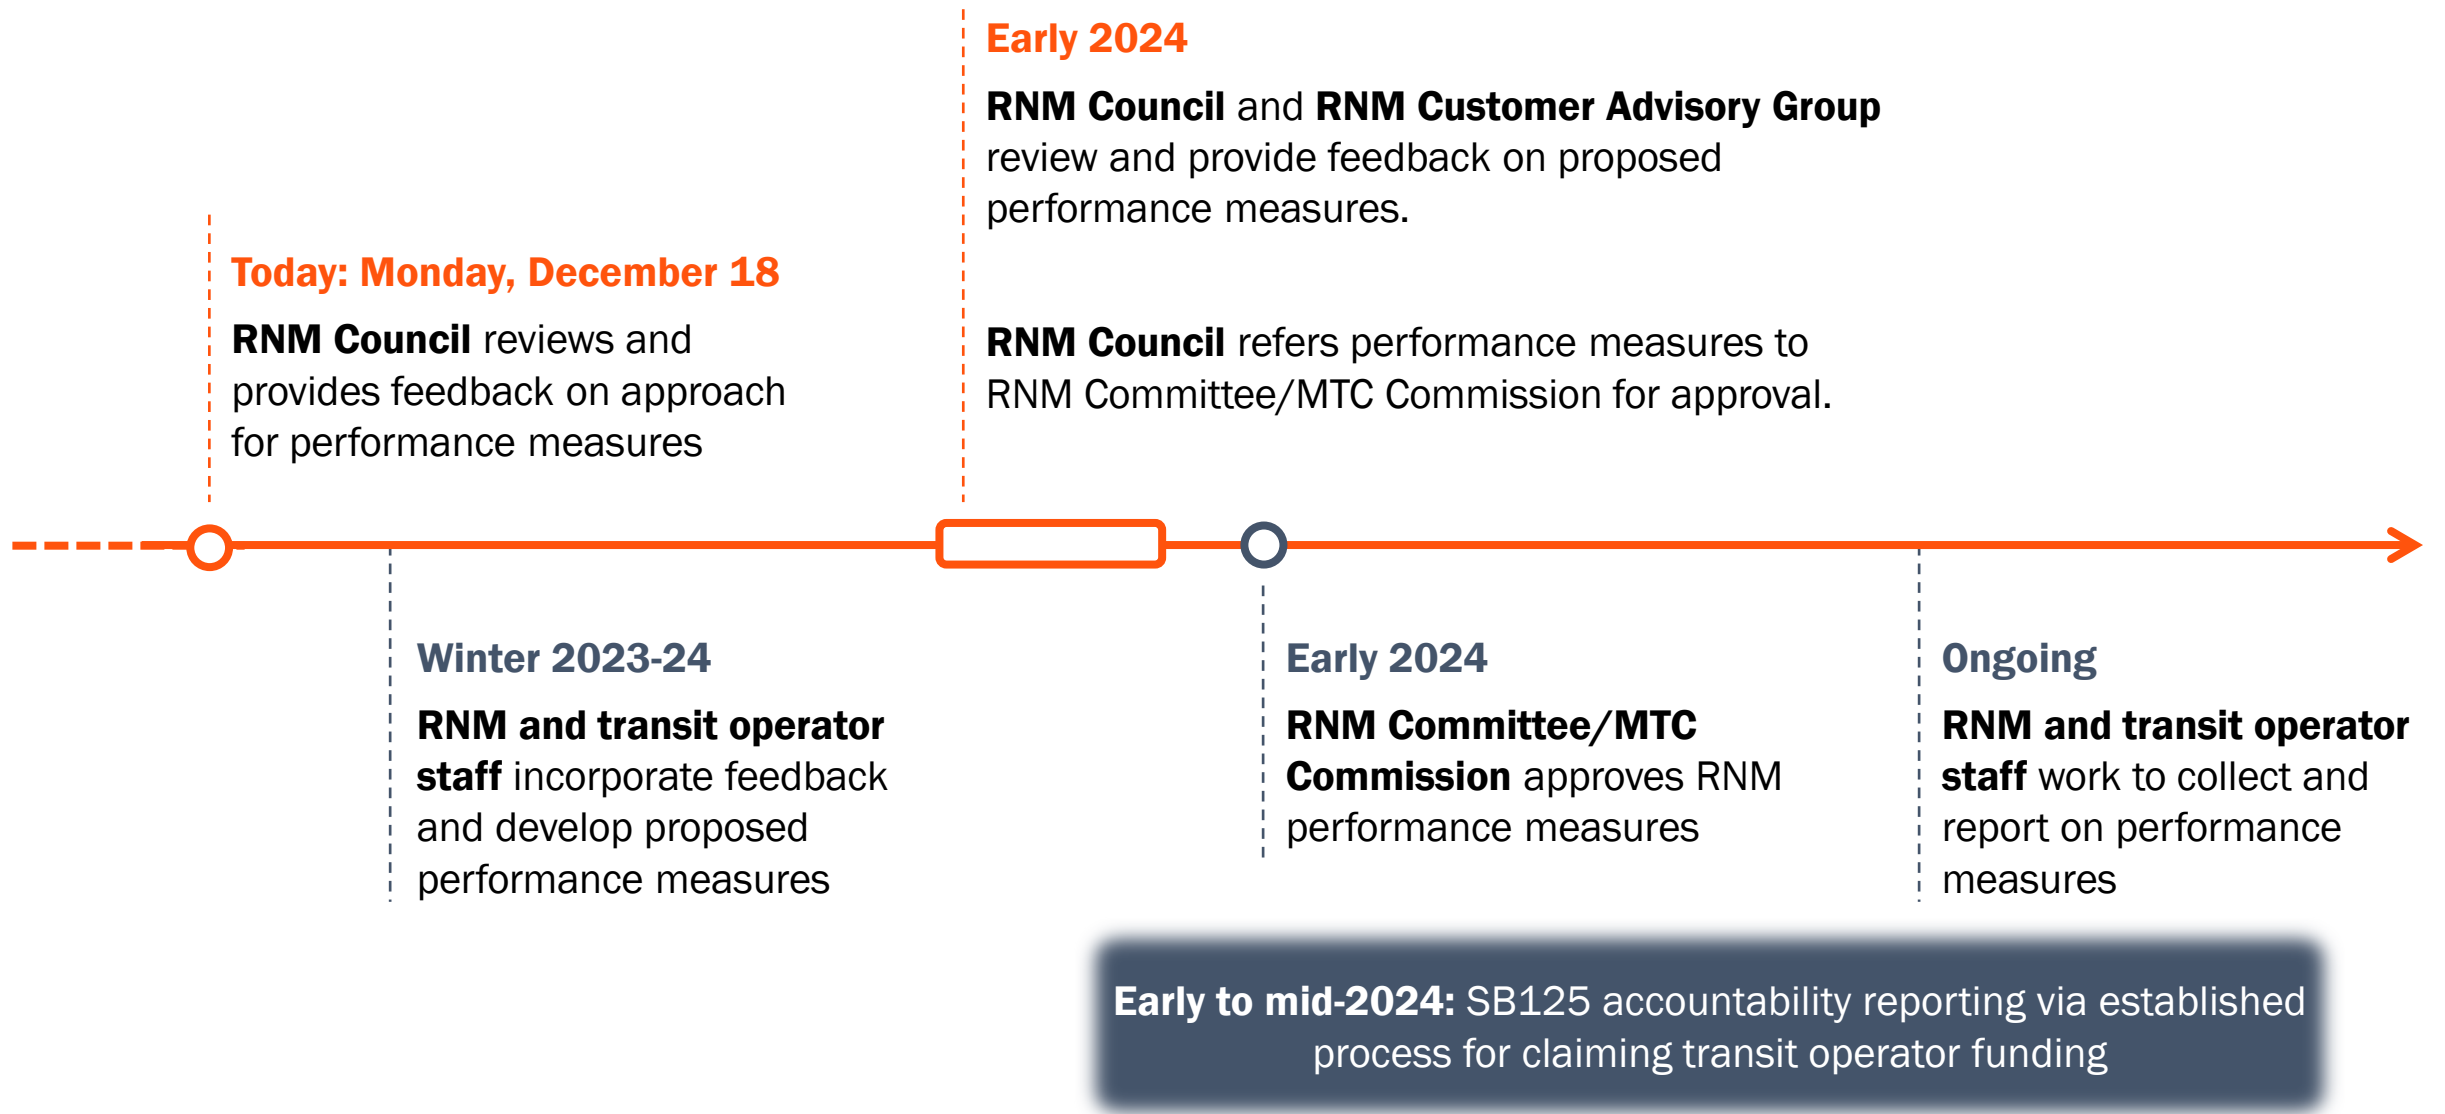 Early 2024
RNM Council and RNM Customer Advisory Group
review and provide feedback on proposed
performance measures.
RNM Council refers performance measures to
RNM Committee/MTC Commission for approval.
Today: Monday, December 18
RNM Council reviews and
provides feedback on approach
for performance measures
Winter 2023-24
RNM and transit operator
staff incorporate feedback
and develop proposed
performance measures
Early 2024
RNM Committee/MTC
Commission approves RNM
performance measures
Ongoing
RNM and transit operator
staff work to collect and
report on performance
measures
Early to mid-2024: SB125 accountability reporting via established
process for claiming transit operator funding